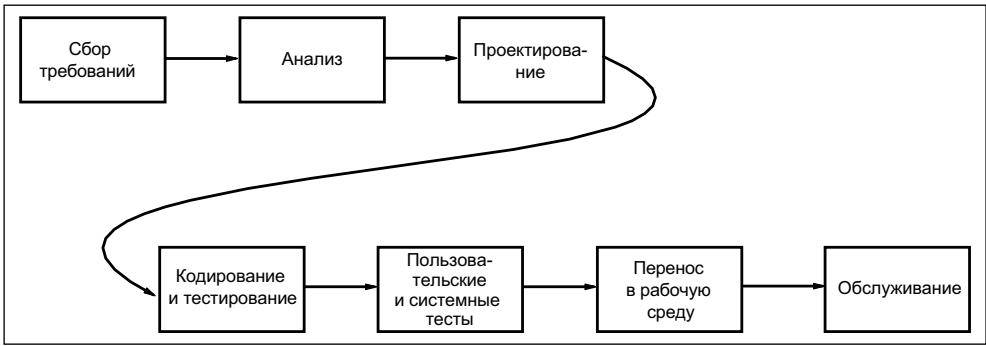 Сбор
требований
Анализ
Проектирова-
ние
Кодирование
и тестирование
Пользова-
тельские
и системные
тесты
Перенос
в рабочую
среду
Обслуживание